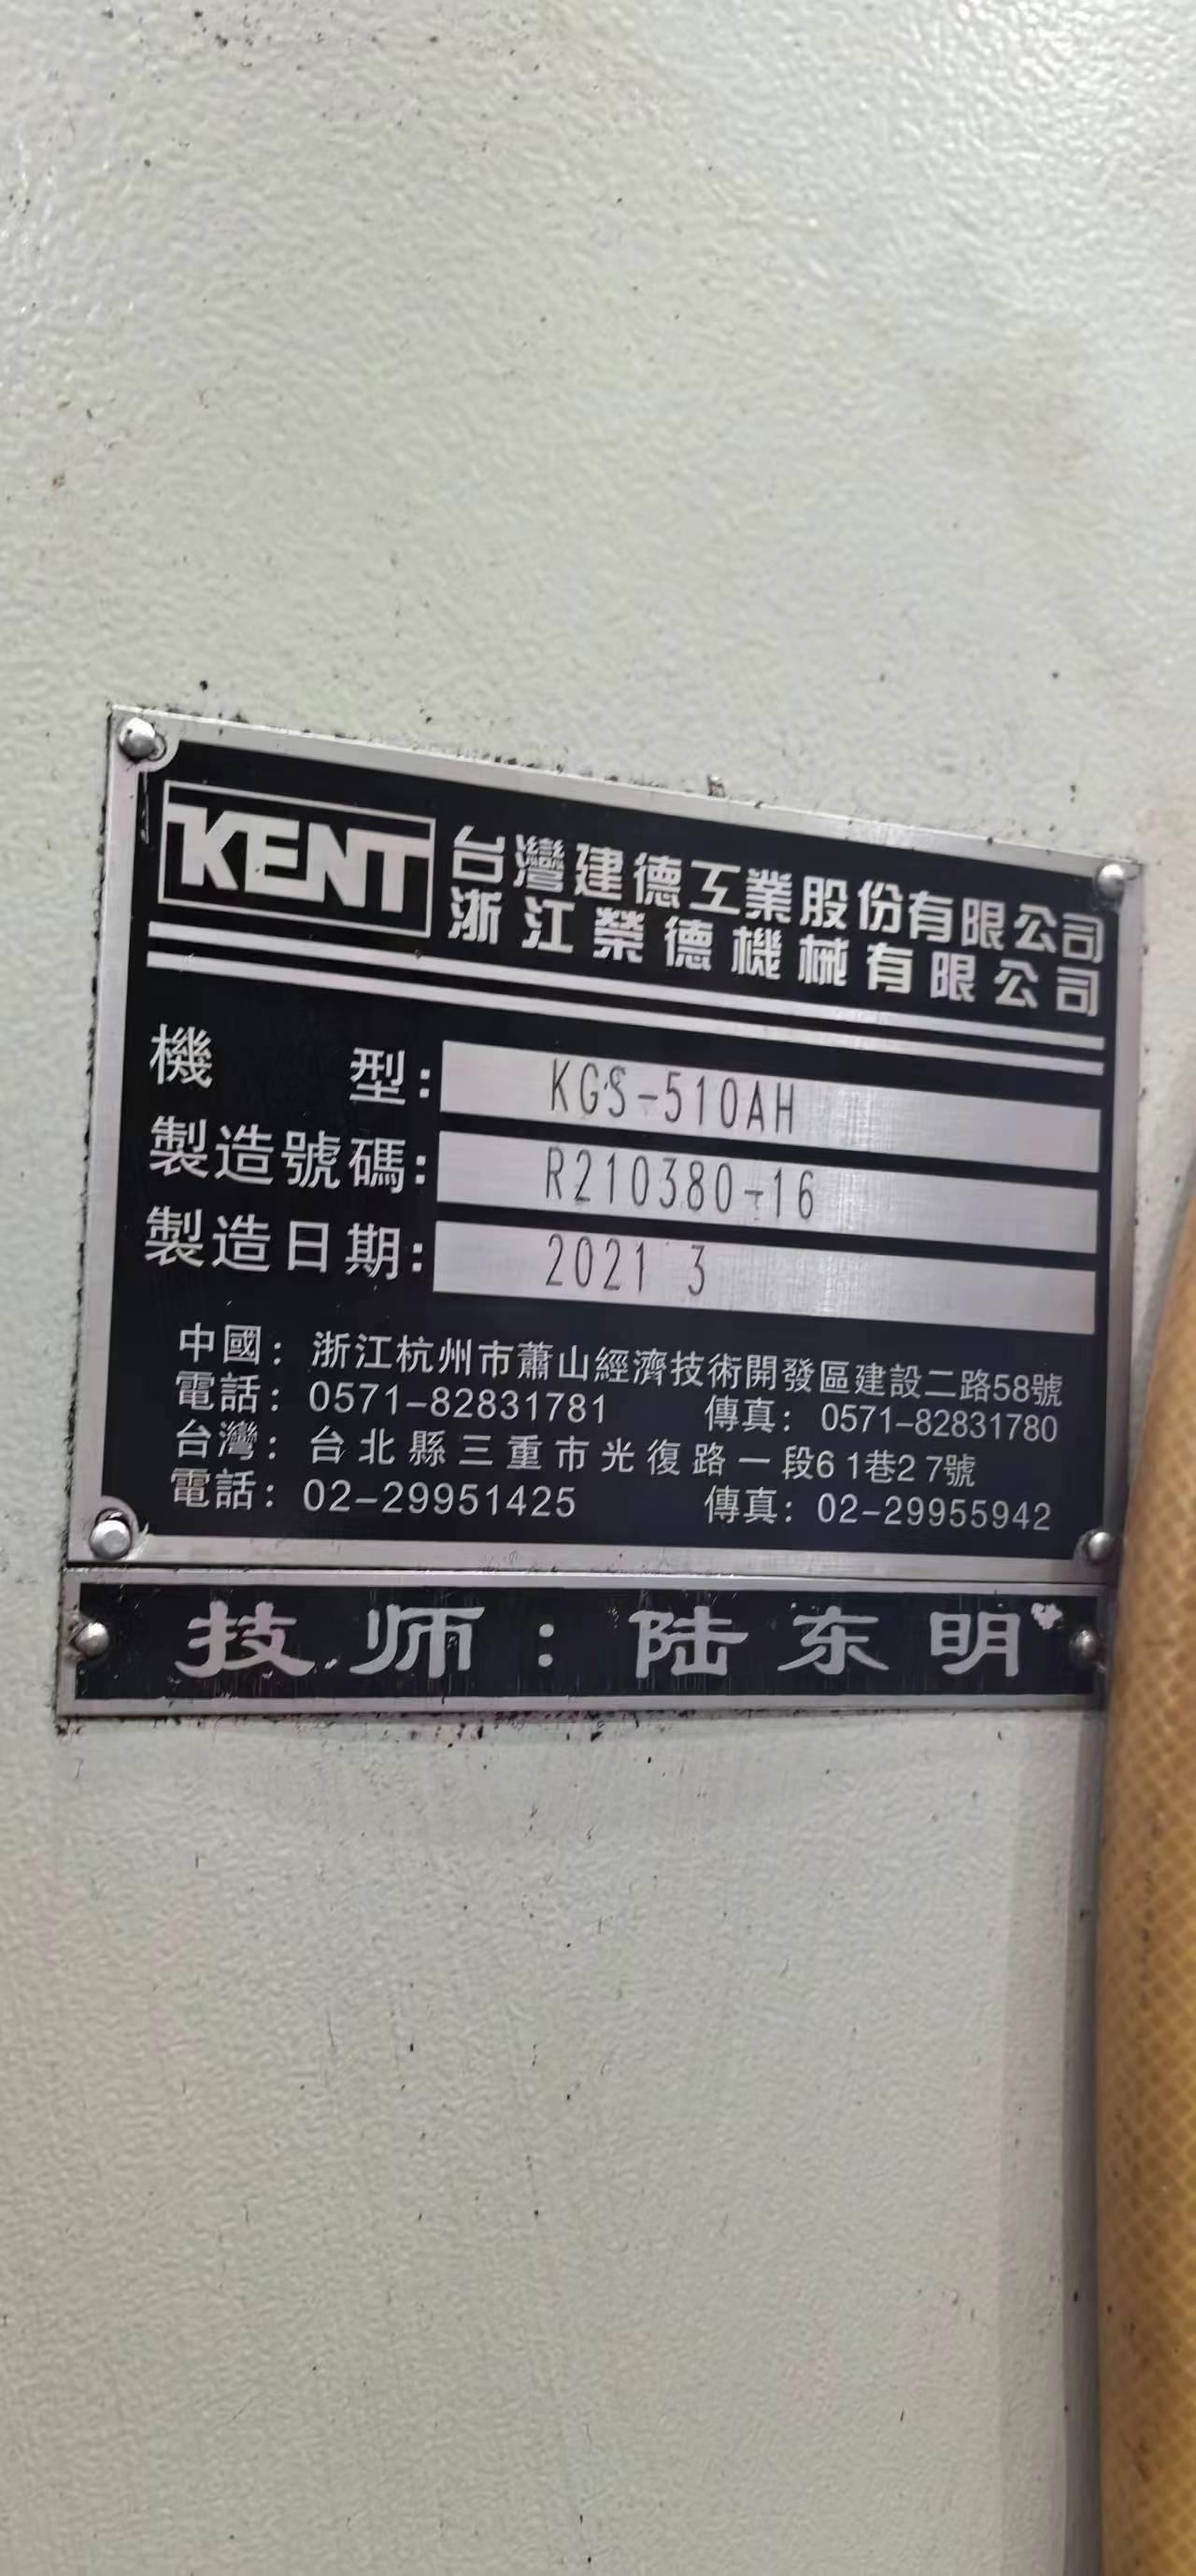 KENT
台灣建德工業股份有限公司
浙江榮德機械有限公司
機型: KGS-510AH
製造號碼: R210380-16
製造日期: 2021 3
中國: 浙江杭州市蕭山經濟技術開發區建設二路58號
電話: 0571-82831781 傳真: 0571-82831780
台灣: 台北縣三重市光復路一段61巷27號
電話: 02-29951425 傳真: 02-29955942
技师:陆东明